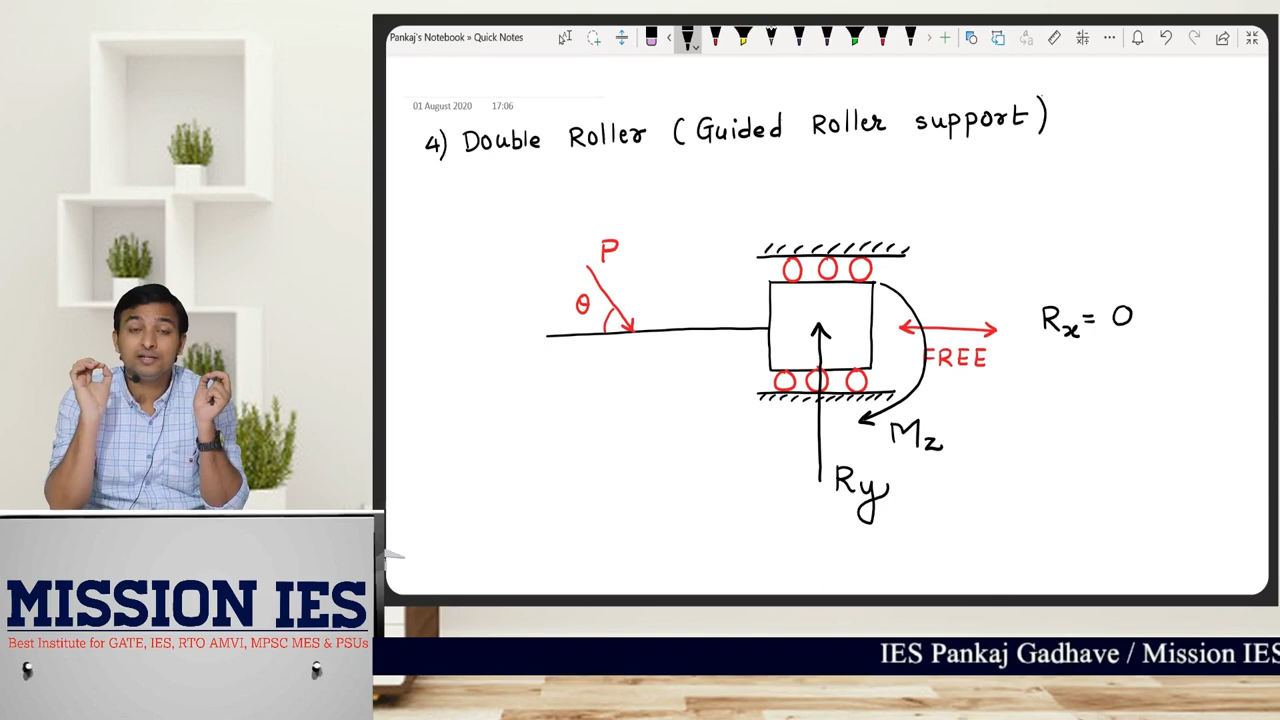 Pankaj's Notebook » Quick Notes
01 August 2020 17:06
4) Double Roller (Guided Roller support)
P
θ
FREE
Rx = 0
Mz
Ry
MISSION IES
Best Institute for GATE, IES, RTO AMVI, MPSC MES & PSUs
IES Pankaj Gadhave / Mission IES